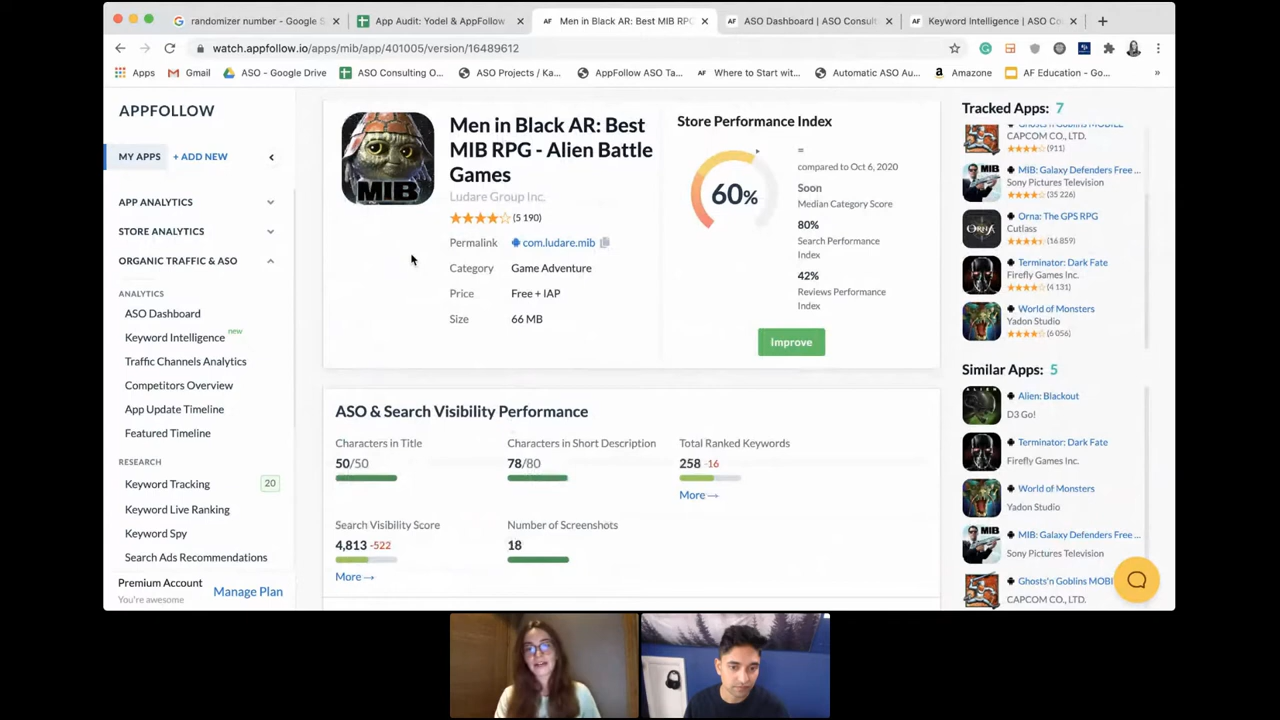 randomizer number - Google S
App Audit: Yodel & AppFollow
AF Men in Black AR: Best MIB RPG
AF ASO Dashboard | ASO Consult
AF Keyword Intelligence | ASO Co
watch.appfollow.io/apps/mib/app/401005/version/16489612
Apps
Gmail
ASO - Google Drive
ASO Consulting O...
ASO Projects / Ka...
AppFollow ASO Ta...
AF Where to Start wit...
Automatic ASO Au...
Amazone
AF Education - Go...
»
APPFOLLOW
MY APPS + ADD NEW
APP ANALYTICS
STORE ANALYTICS
ORGANIC TRAFFIC & ASO
ANALYTICS
ASO Dashboard
Keyword Intelligence new
Traffic Channels Analytics
Competitors Overview
App Update Timeline
Featured Timeline
RESEARCH
Keyword Tracking 20
Keyword Live Ranking
Keyword Spy
Search Ads Recommendations
Premium Account
You're awesome
Manage Plan
MIB
Men in Black AR: Best
MIB RPG - Alien Battle
Games
Ludare Group Inc.
(5 190)
Permalink com.ludare.mib
Category Game Adventure
Price Free + IAP
Size 66 MB
Store Performance Index
60%
=
compared to Oct 6, 2020
Soon
Median Category Score
80%
Search Performance
Index
42%
Reviews Performance
Index
Improve
ASO & Search Visibility Performance
Characters in Title
50/50
Characters in Short Description
78/80
Total Ranked Keywords
258 -16
More →
Search Visibility Score
4,813 -522
More →
Number of Screenshots
18
Tracked Apps: 7
Ghosts'n Goblins MOBILE
CAPCOM CO., LTD.
(911)
MIB
MIB: Galaxy Defenders Free ...
Sony Pictures Television
(35 226)
ORNA
Orna: The GPS RPG
Cutlass
(16 859)
Terminator: Dark Fate
Firefly Games Inc.
(4 131)
World of Monsters
Yadon Studio
(6 056)
Similar Apps: 5
Alien: Blackout
D3 Go!
Terminator: Dark Fate
Firefly Games Inc.
World of Monsters
Yadon Studio
MIB
MIB: Galaxy Defenders Free ...
Sony Pictures Television
Ghosts'n Goblins MOBI
CAPCOM CO., LTD.